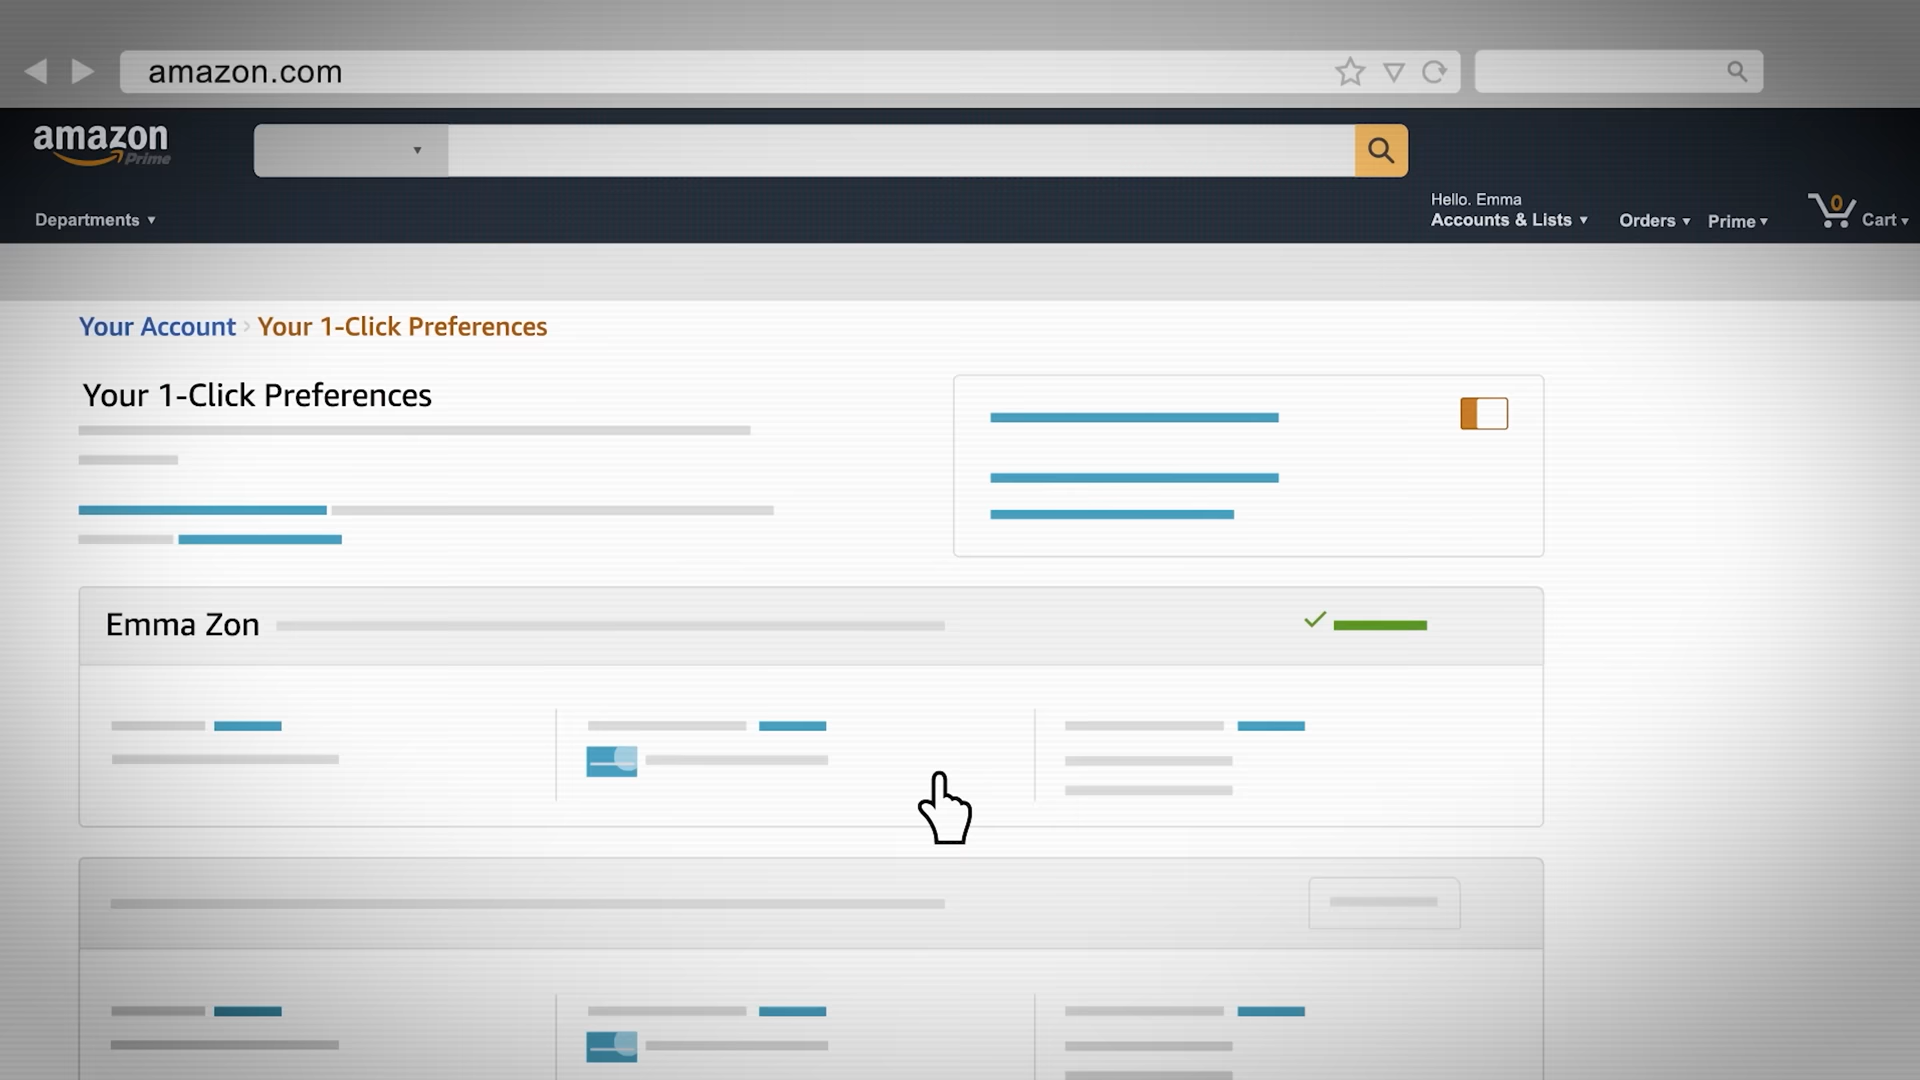 amazon.com
amazon
Prime
Departments
Hello. Emma
Accounts & Lists
Orders
Prime
0
Cart
Your Account › Your 1-Click Preferences
Your 1-Click Preferences
Emma Zon